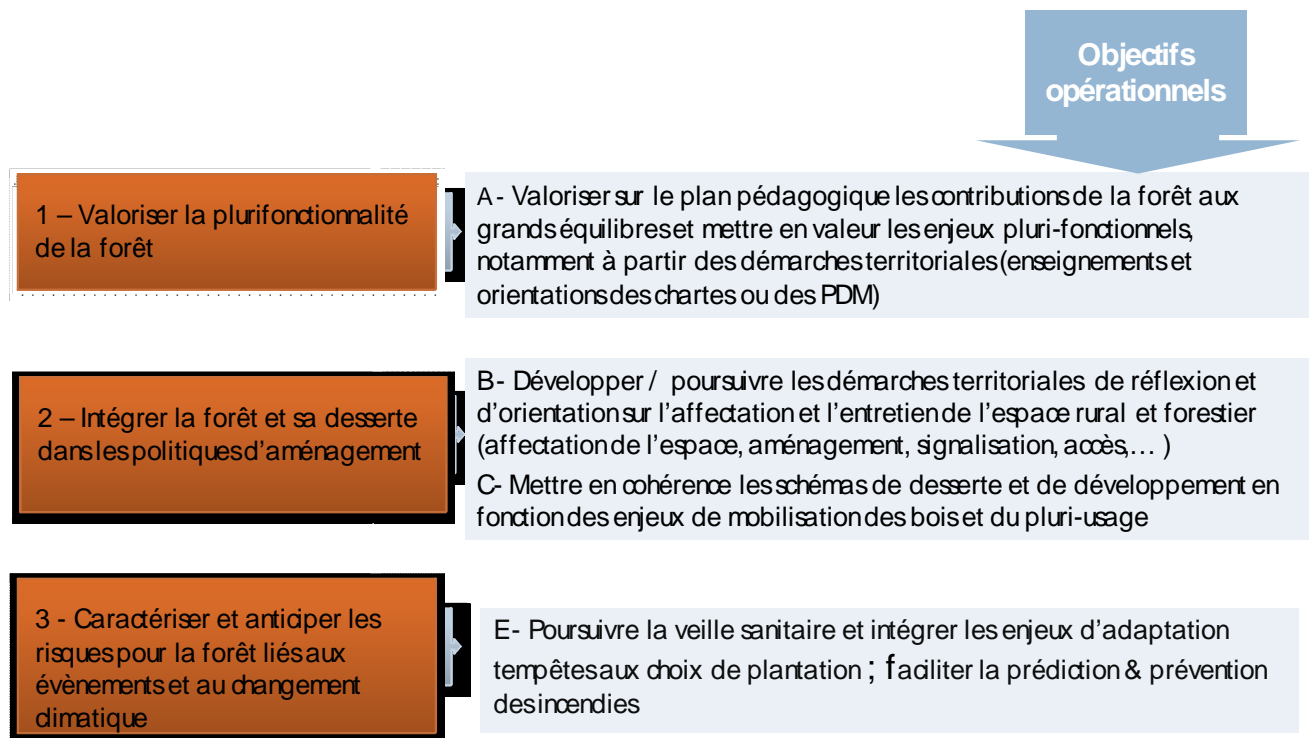 Objectifs
opérationnels
1 – Valoriser la plurifonctionnalité
de la forêt
A - Valoriser sur le plan pédagogique les contributions de la forêt aux
grands équilibres et mettre en valeur les enjeux pluri-fonctionnels,
notamment à partir des démarches territoriales (enseignements et
orientations des chartes ou des PDM)
2 – Intégrer la forêt et sa desserte
dans les politiques d’aménagement
B- Développer / poursuivre les démarches territoriales de réflexion et
d’orientation sur l’affectation et l’entretien de l’espace rural et forestier
(affectation de l’espace, aménagement, signalisation, accès,… )
C- Mettre en cohérence les schémas de desserte et de développement en
fonction des enjeux de mobilisation des bois et du pluri-usage
3 - Caractériser et anticiper les
risques pour la forêt liés aux
évènements et au changement
climatique
E- Poursuivre la veille sanitaire et intégrer les enjeux d’adaptation
tempêtes aux choix de plantation ; faciliter la prédiction & prévention
des incendies